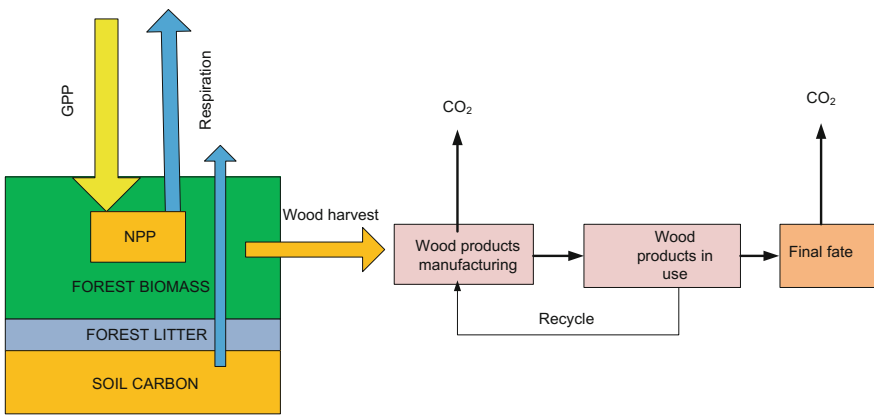 GPP
Respiration
NPP
FOREST BIOMASS
FOREST LITTER
SOIL CARBON
Wood harvest
CO₂
Wood products
manufacturing
Wood
products in
use
Recycle
CO₂
Final fate